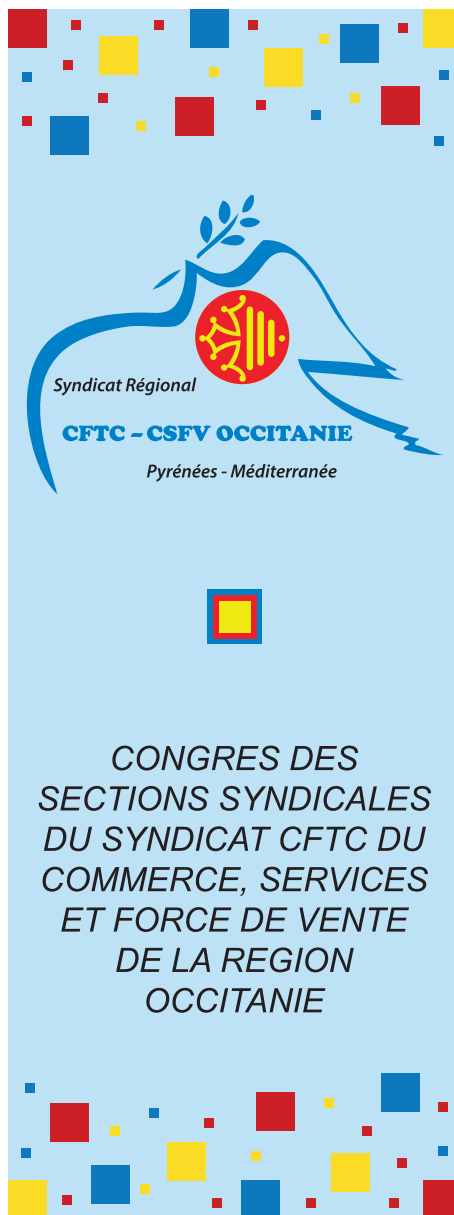 Syndicat Régional
CFTC – CSFV OCCITANIE
Pyrénées - Méditerranée
CONGRES DES
SECTIONS SYNDICALES
DU SYNDICAT CFTC DU
COMMERCE, SERVICES
ET FORCE DE VENTE
DE LA REGION
OCCITANIE